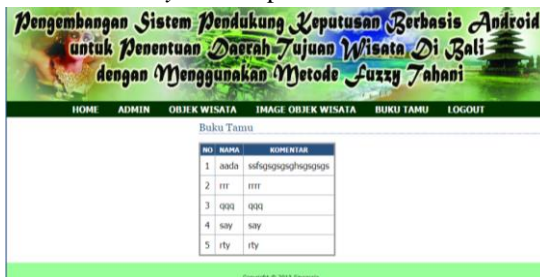 Pengembangan Sistem Pendukung Keputusan Berbasis Android
untuk Penentuan Daerah Tujuan Wisata Di Bali
dengan Menggunakan Metode Fuzzy Tahani
HOME ADMIN OBJEK WISATA IMAGE OBJEK WISATA BUKU TAMU LOGOUT
Buku Tamu
NO NAMA KOMENTAR
1 aada ssfsgsgsgsghsgsgsgs
2 rrr rrrr
3 qqq qqq
4 say say
5 rty rty